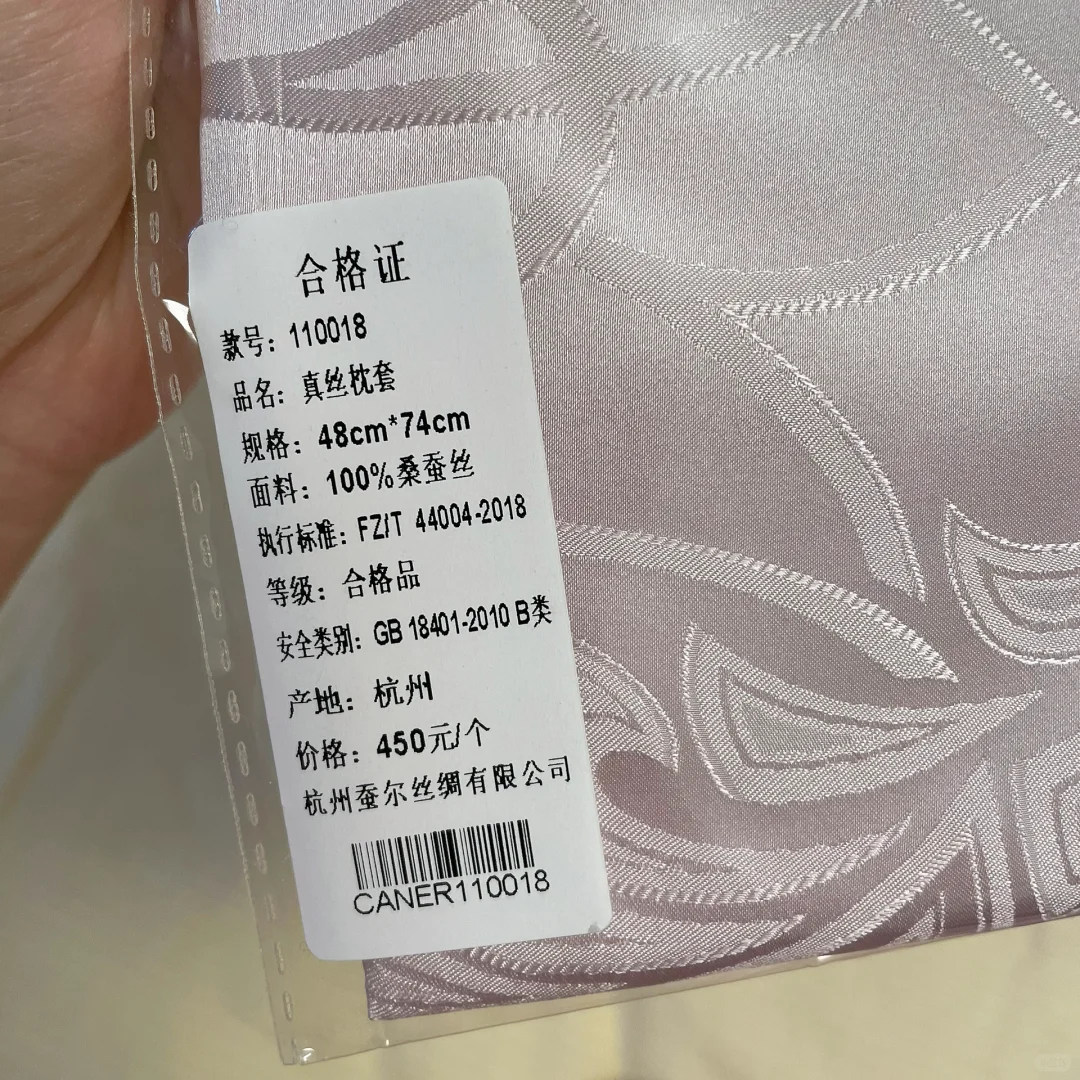 合格证
款号：110018
品名：真丝枕套
规格：48cm*74cm
面料：100%桑蚕丝
执行标准：FZ/T 44004-2018
等级：合格品
安全类别：GB 18401-2010 B类
产地：杭州
价格：450元/个
杭州蚕尔丝绸有限公司
CANER110018